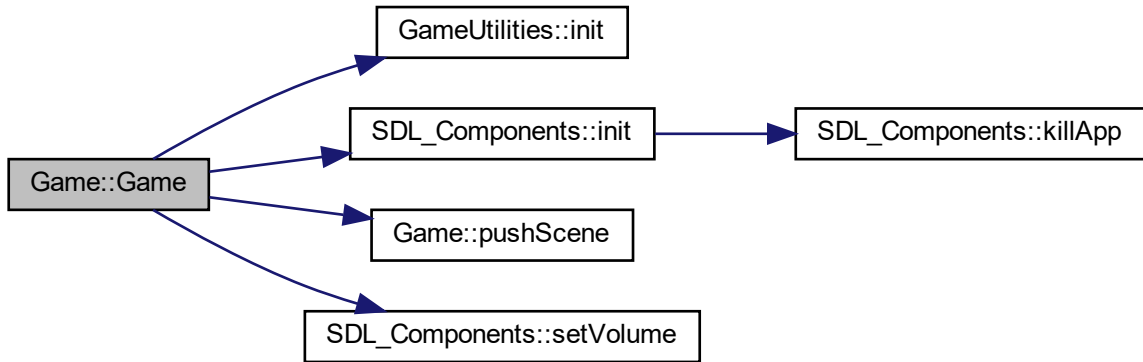 GameUtilities::init
SDL_Components::init
SDL_Components::killApp
Game::Game
Game::pushScene
SDL_Components::setVolume